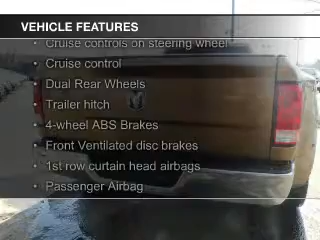 VEHICLE FEATURES
• Cruise controls on steering wheel
• Cruise control
• Dual Rear Wheels
• Trailer hitch
• 4-wheel ABS Brakes
• Front Ventilated disc brakes
• 1st row curtain head airbags
• Passenger Airbag